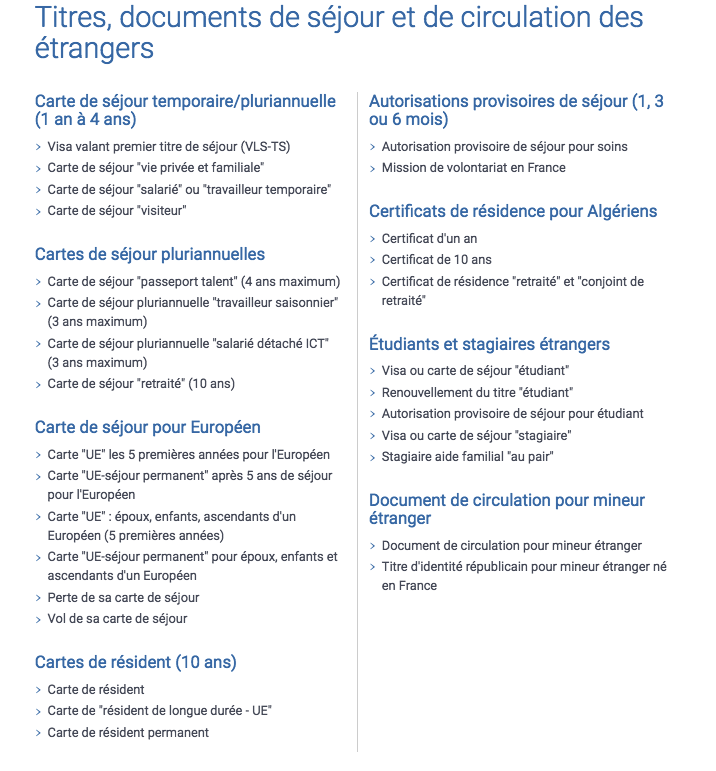 Titres, documents de séjour et de circulation des
étrangers
Carte de séjour temporaire/pluriannuelle
(1 an à 4 ans)
Visa valant premier titre de séjour (VLS-TS)
Carte de séjour "vie privée et familiale"
Carte de séjour "salarié" ou "travailleur temporaire"
Carte de séjour "visiteur"
Cartes de séjour pluriannuelles
Carte de séjour "passeport talent" (4 ans maximum)
Carte de séjour pluriannuelle "travailleur saisonnier"
(3 ans maximum)
Carte de séjour pluriannuelle "salarié détaché ICT"
(3 ans maximum)
Carte de séjour "retraité" (10 ans)
Carte de séjour pour Européen
Carte "UE" les 5 premières années pour l'Européen
Carte "UE-séjour permanent" après 5 ans de séjour
pour l'Européen
Carte "UE" : époux, enfants, ascendants d'un
Européen (5 premières années)
Carte "UE-séjour permanent" pour époux, enfants et
ascendants d'un Européen
Perte de sa carte de séjour
Vol de sa carte de séjour
Cartes de résident (10 ans)
Carte de résident
Carte de "résident de longue durée - UE"
Carte de résident permanent
Autorisations provisoires de séjour (1, 3
ou 6 mois)
Autorisation provisoire de séjour pour soins
Mission de volontariat en France
Certificats de résidence pour Algériens
Certificat d'un an
Certificat de 10 ans
Certificat de résidence "retraité" et "conjoint de
retraité"
Étudiants et stagiaires étrangers
Visa ou carte de séjour "étudiant"
Renouvellement du titre "étudiant"
Autorisation provisoire de séjour pour étudiant
Visa ou carte de séjour "stagiaire"
Stagiaire aide familial "au pair"
Document de circulation pour mineur
étranger
Document de circulation pour mineur étranger
Titre d'identité républicain pour mineur étranger né
en France